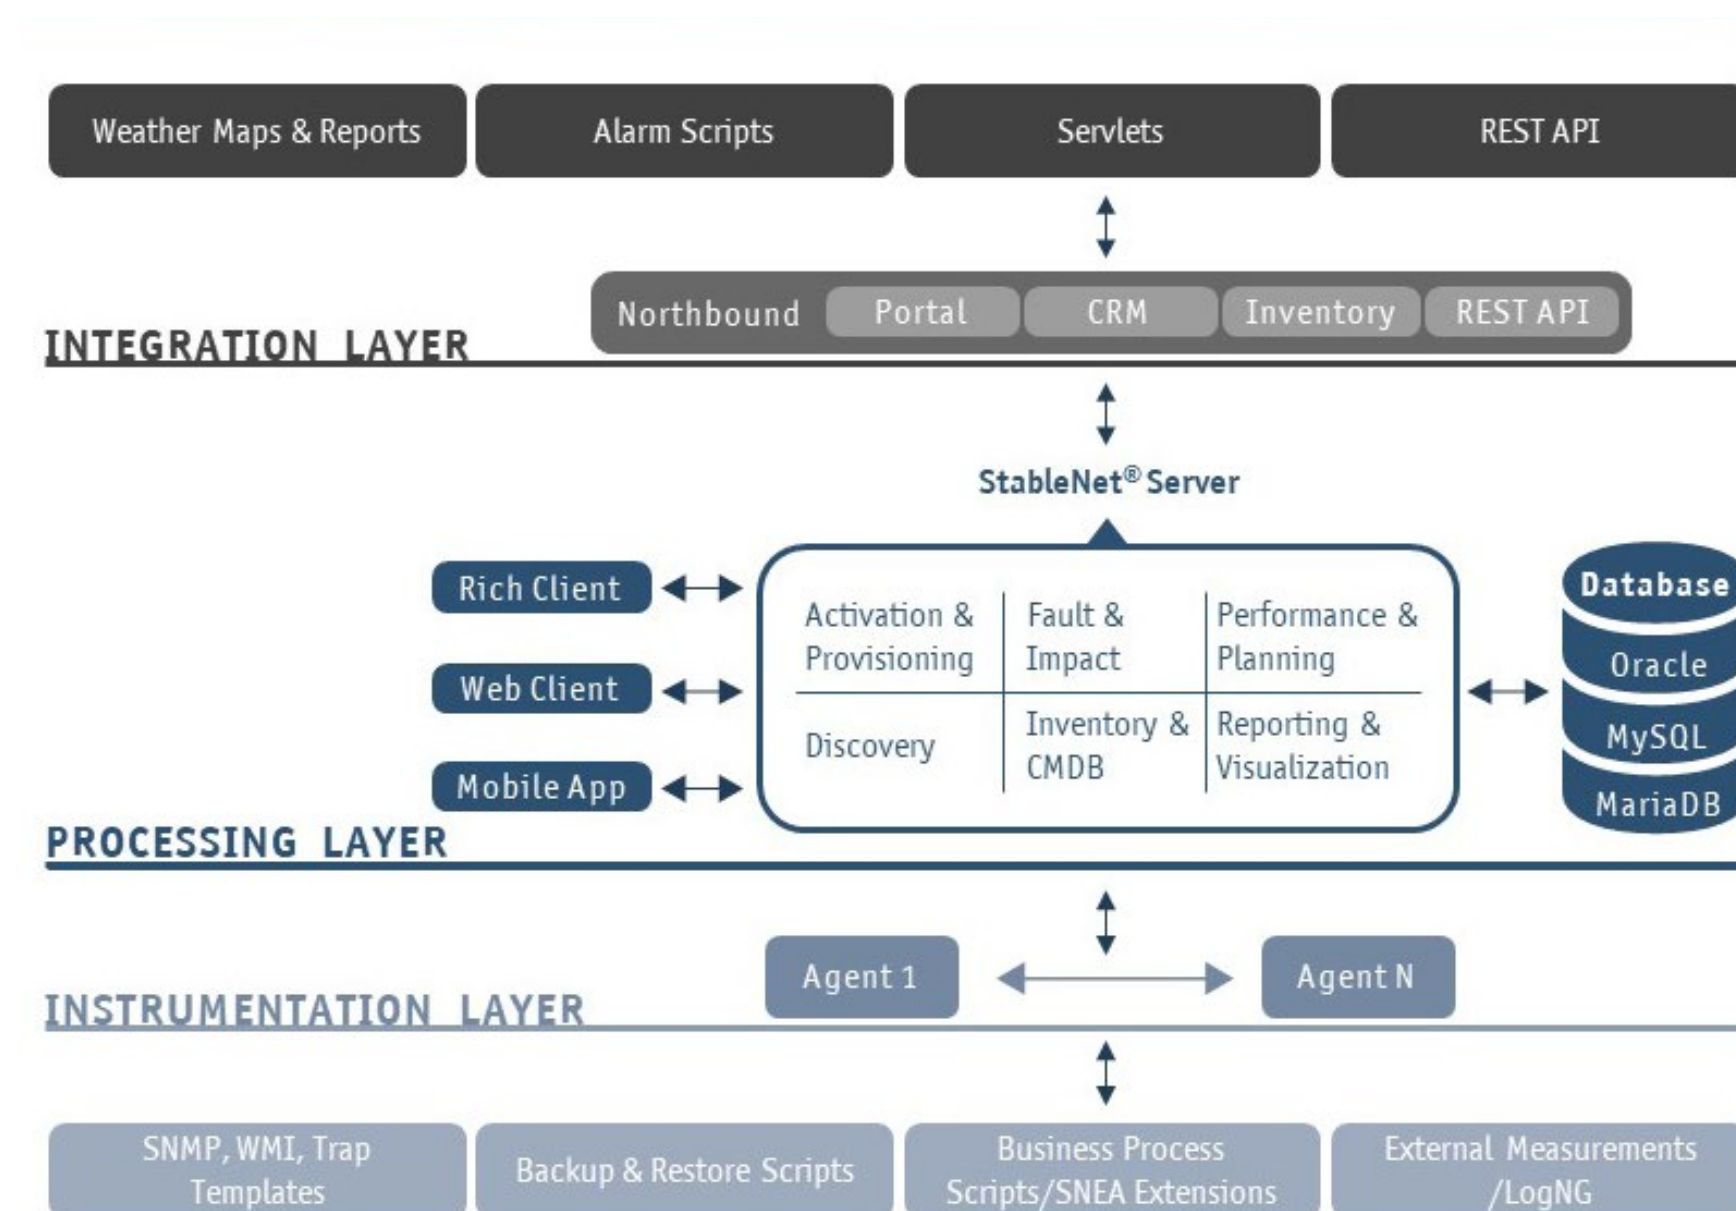 Weather Maps & Reports
Alarm Scripts
Servlets
REST API
Northbound
Portal
CRM
Inventory
REST API
INTEGRATION LAYER
StableNet® Server
Rich Client
Web Client
Mobile App
Activation &
Provisioning
Fault &
Impact
Performance &
Planning
Discovery
Inventory &
CMDB
Reporting &
Visualization
Database
Oracle
MySQL
MariaDB
PROCESSING LAYER
Agent 1
Agent N
INSTRUMENTATION LAYER
SNMP, WMI, Trap
Templates
Backup & Restore Scripts
Business Process
Scripts/SNEA Extensions
External Measurements
/LogNG